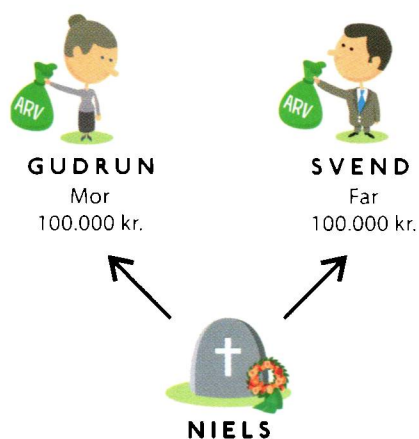 ARV
GUDRUN
Mor
100.000 kr.
ARV
SVEND
Far
100.000 kr.
NIELS